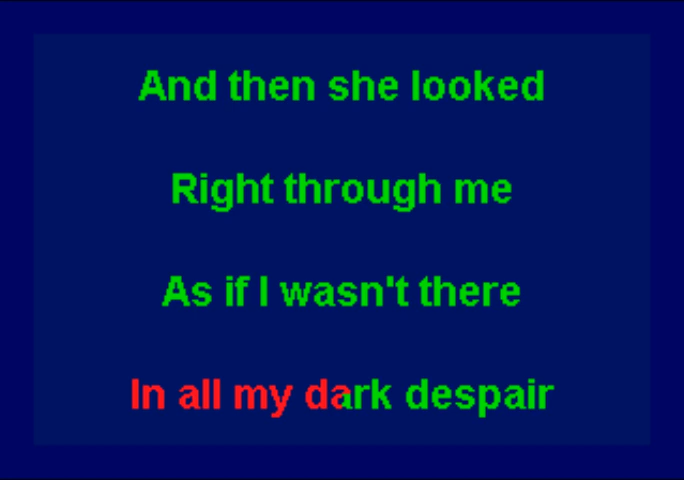 And then she looked
Right through me
As if I wasn't there
In all my dark despair